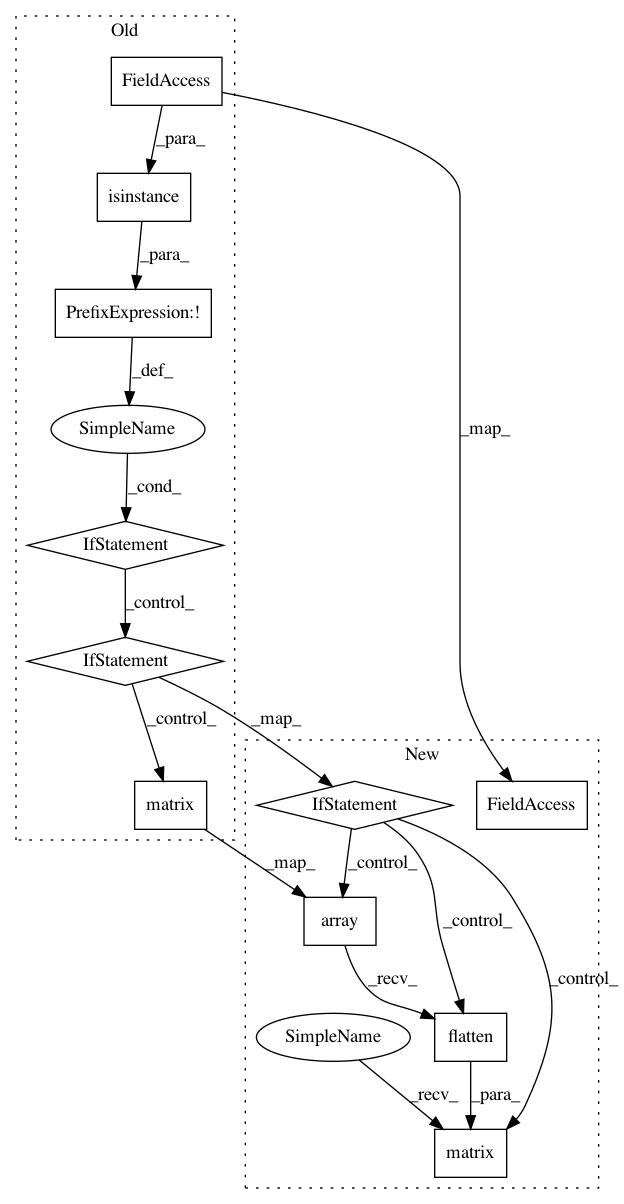 Old
FieldAccess
_para_
isinstance
_para_
PrefixExpression:!
_def_
SimpleName
_map_
_cond_
IfStatement
_control_
IfStatement
_control_
_map_
New
matrix
IfStatement
FieldAccess
_map_
_control_
array
_control_
_recv_
_control_
SimpleName
flatten
_recv_
_para_
matrix